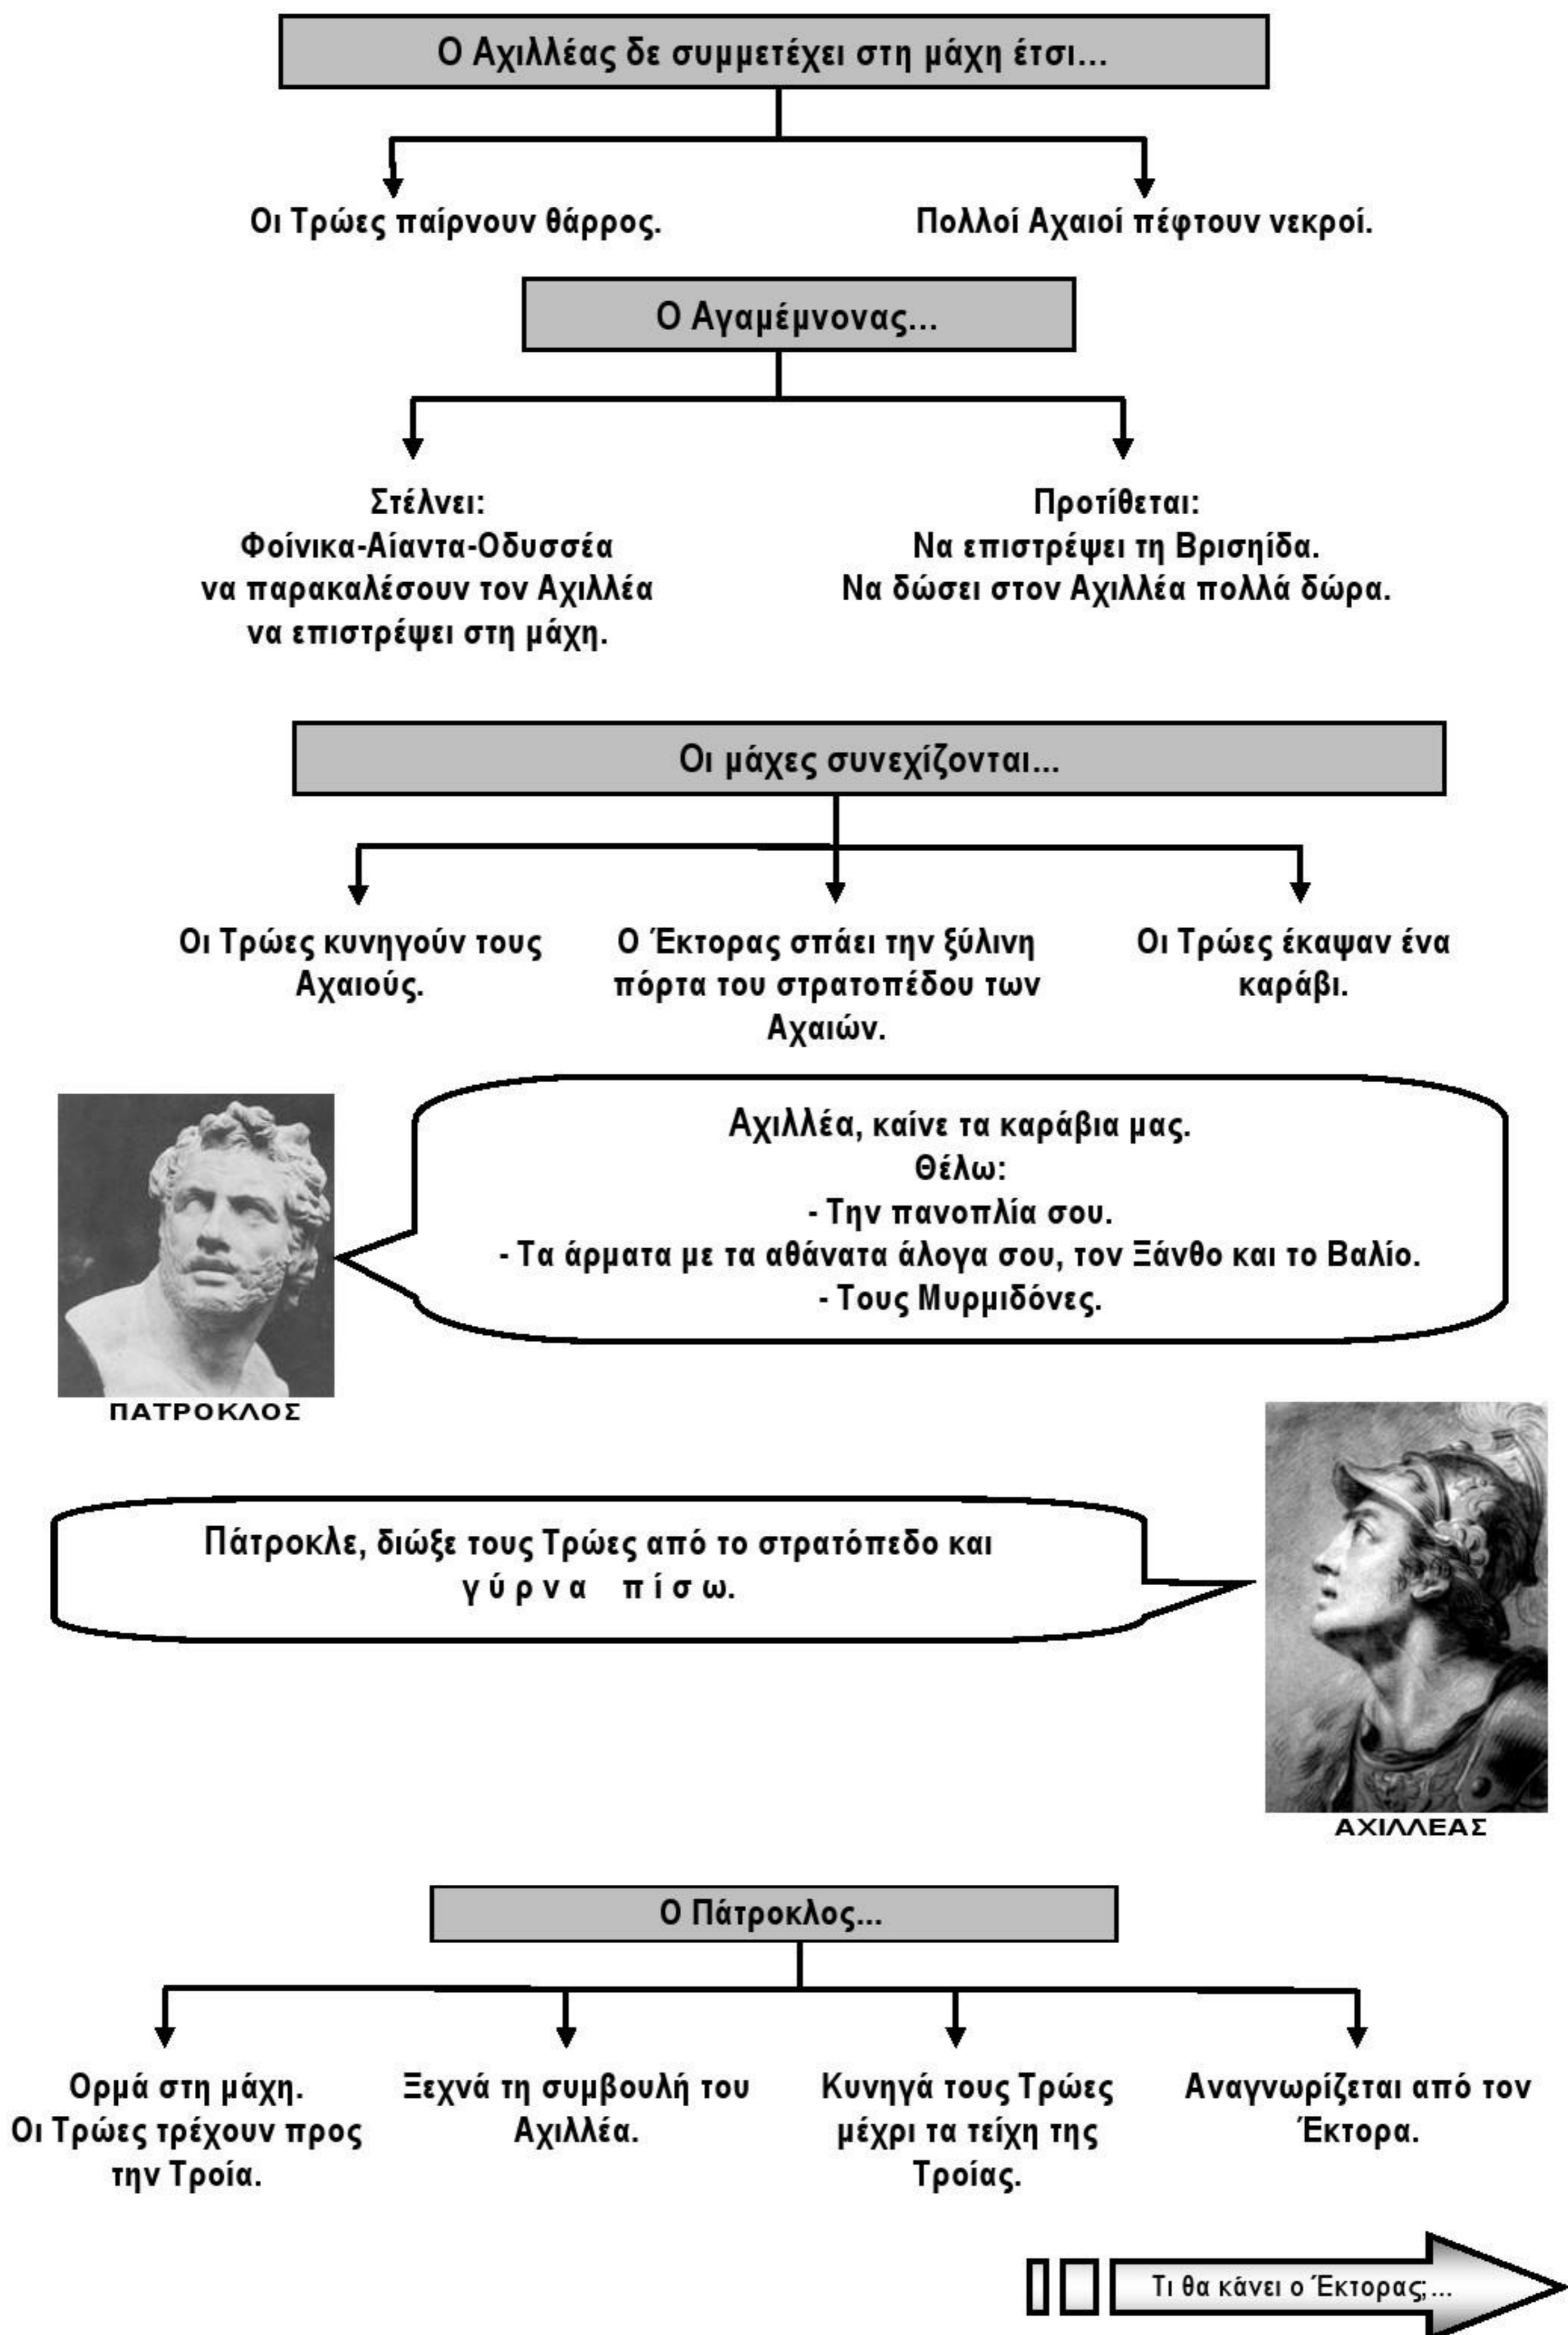 Ο Αχιλλέας δε συμμετέχει στη μάχη έτσι...
Οι Τρώες παίρνουν θάρρος.
Πολλοί Αχαιοί πέφτουν νεκροί.
Ο Αγαμέμνονας...
Στέλνει:
Φοίνικα-Αίαντα-Οδυσσέα
να παρακαλέσουν τον Αχιλλέα
να επιστρέψει στη μάχη.
Προτίθεται:
Να επιστρέψει τη Βρισηίδα.
Να δώσει στον Αχιλλέα πολλά δώρα.
Οι μάχες συνεχίζονται...
Οι Τρώες κυνηγούν τους
Αχαιούς.
Ο Έκτορας σπάει την ξύλινη
πόρτα του στρατοπέδου των
Αχαιών.
Οι Τρώες έκαψαν ένα
καράβι.
Αχιλλέα, καίνε τα καράβια μας.
Θέλω:
- Την πανοπλία σου.
- Τα άρματα με τα αθάνατα άλογα σου, τον Ξάνθο και το Βαλίο.
- Τους Μυρμιδόνες.
ΠΑΤΡΟΚΛΟΣ
Πάτροκλε, διώξε τους Τρώες από το στρατόπεδο και
γ ύ ρ ν α π ί σ ω.
ΑΧΙΛΛΕΑΣ
Ο Πάτροκλος...
Ορμά στη μάχη.
Οι Τρώες τρέχουν προς
την Τροία.
Ξεχνά τη συμβουλή του
Αχιλλέα.
Κυνηγά τους Τρώες
μέχρι τα τείχη της
Τροίας.
Αναγνωρίζεται από τον
Έκτορα.
Τι θα κάνει ο Έκτορας;...